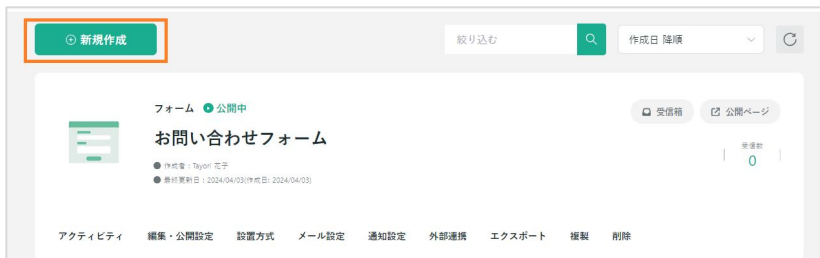 新規作成
絞り込む
作成日 降順
フォーム 公開中
受信箱
公開ページ
お問い合わせフォーム
受信数
0
作成者：Tayori 花子
最終更新日：2024/04/03(作成日: 2024/04/03)
アクティビティ 編集・公開設定 設置方式 メール設定 通知設定 外部連携 エクスポート 複製 削除